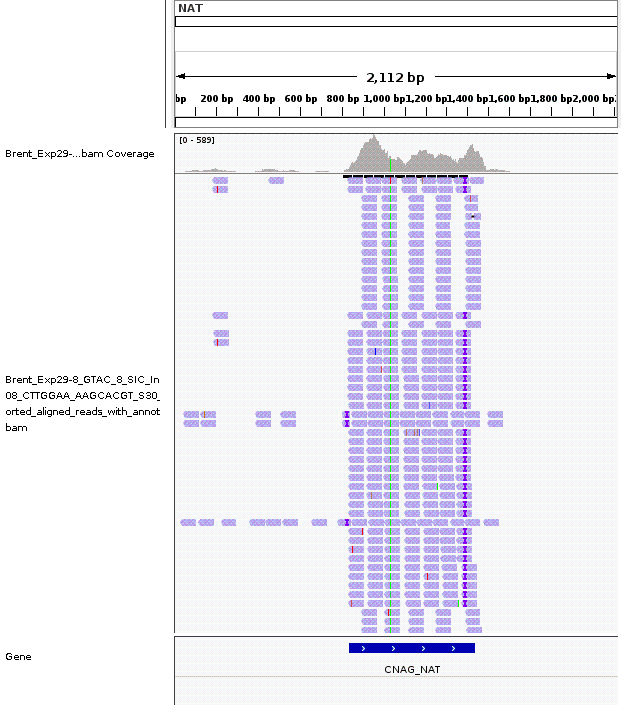 NAT
2,112 bp
bp 200 bp 400 bp 600 bp 800 bp 1,000 bp 1,200 bp 1,400 bp 1,600 bp 1,800 bp 2,000 bp 2,
[0 - 589]
Brent_Exp29-...bam Coverage
Brent_Exp29-8_GTAC_8_SIC_In
08_CTTGGAA_AAGCACGT_S30_
orted_aligned_reads_with_annot
bam
Gene
CNAG_NAT